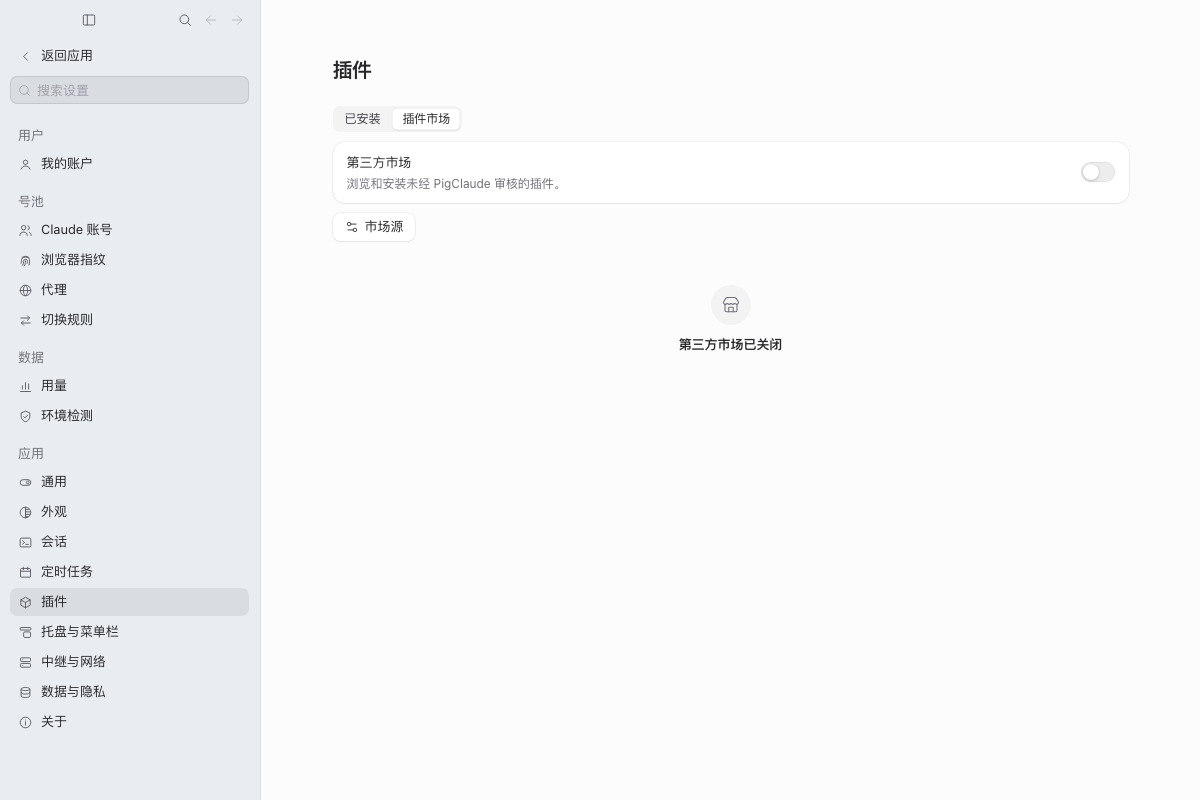 返回应用
搜索设置
用户
我的账户
号池
Claude 账号
浏览器指纹
代理
切换规则
数据
用量
环境检测
应用
通用
外观
会话
定时任务
插件
托盘与菜单栏
中继与网络
数据与隐私
关于
插件
已安装 插件市场
第三方市场
浏览和安装未经 PigClaude 审核的插件。
市场源
第三方市场已关闭